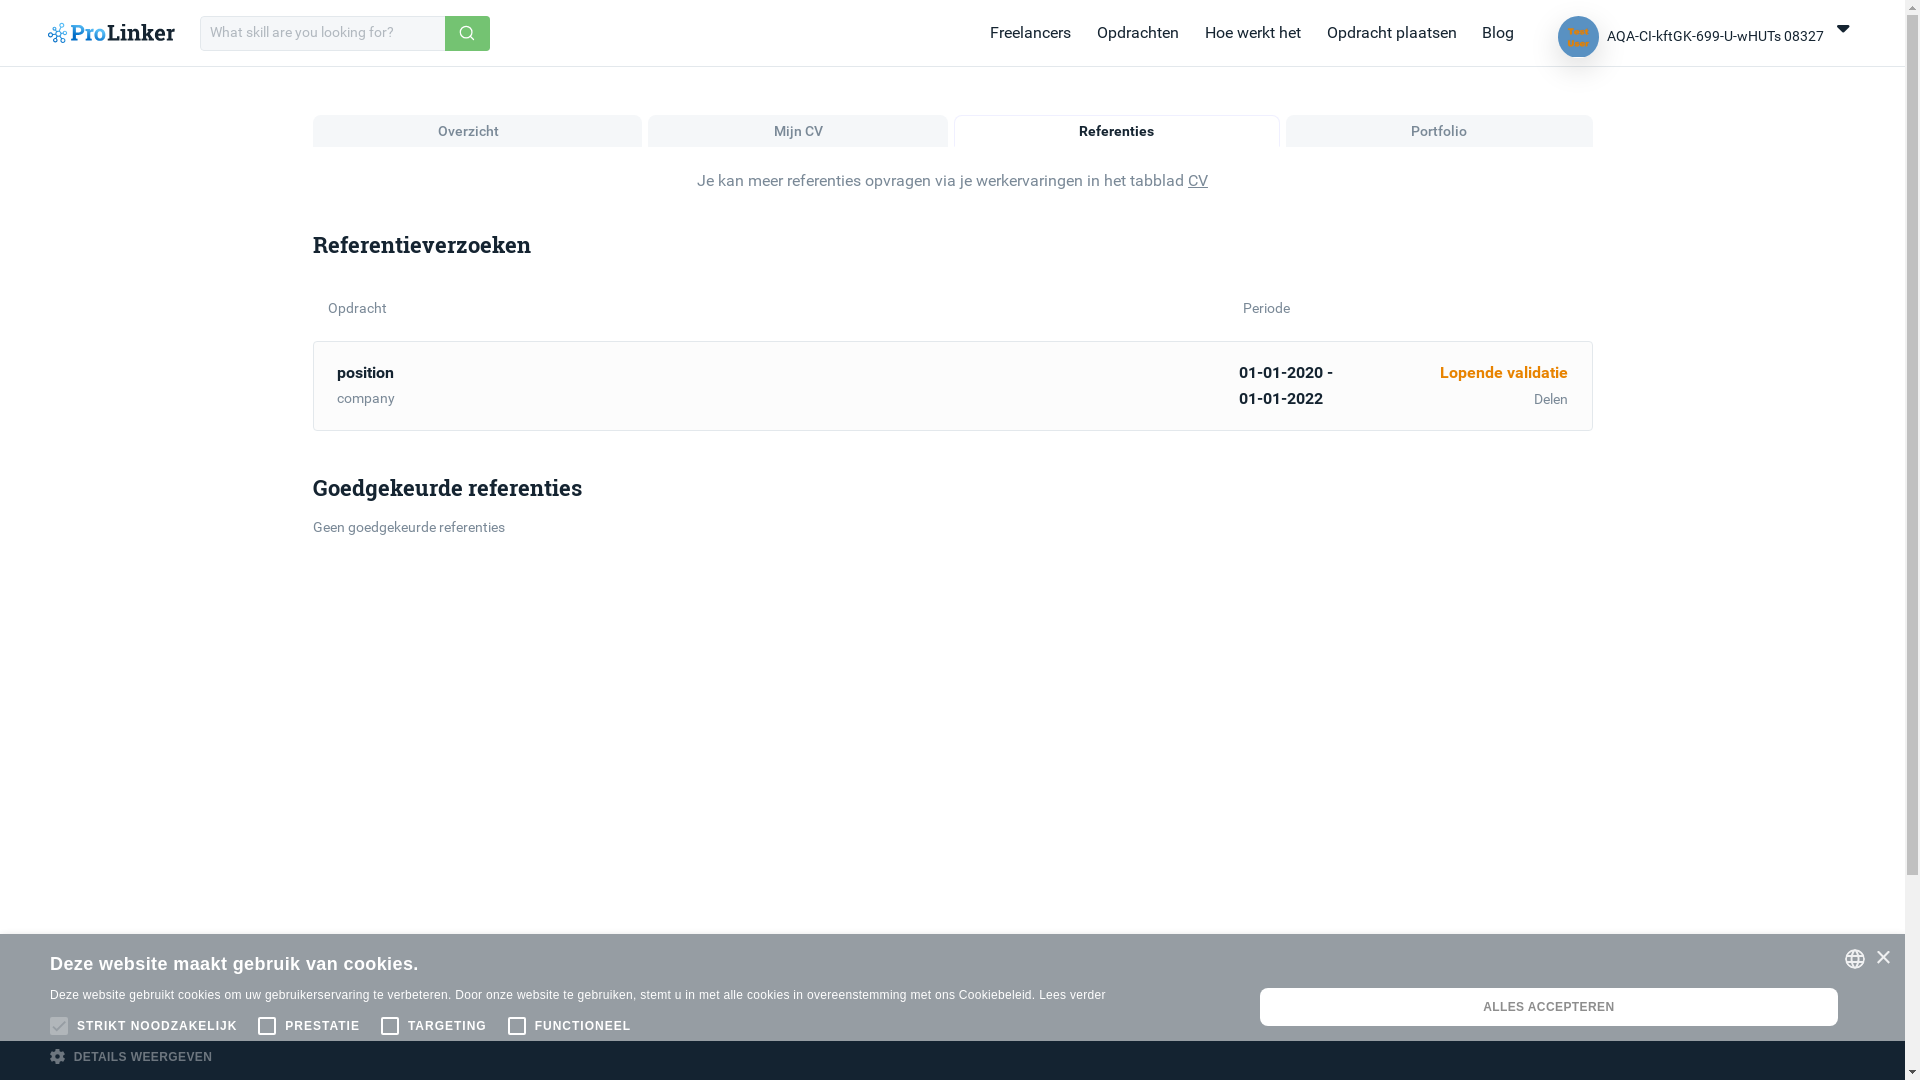 ProLinker
What skill are you looking for?
Freelancers
Opdrachten
Hoe werkt het
Opdracht plaatsen
Blog
Test
User
AQA-CI-kftGK-699-U-wHUTs 08327
Overzicht
Mijn CV
Referenties
Portfolio
Je kan meer referenties opvragen via je werkervaringen in het tabblad CV
Referentieverzoeken
Opdracht
Periode
position
company
01-01-2020 -
01-01-2022
Lopende validatie
Delen
Goedgekeurde referenties
Geen goedgekeurde referenties
Deze website maakt gebruik van cookies.
Deze website gebruikt cookies om uw gebruikerservaring te verbeteren. Door onze website te gebruiken, stemt u in met alle cookies in overeenstemming met ons Cookiebeleid. Lees verder
STRIKT NOODZAKELIJK
PRESTATIE
TARGETING
FUNCTIONEEL
DETAILS WEERGEVEN
ALLES ACCEPTEREN